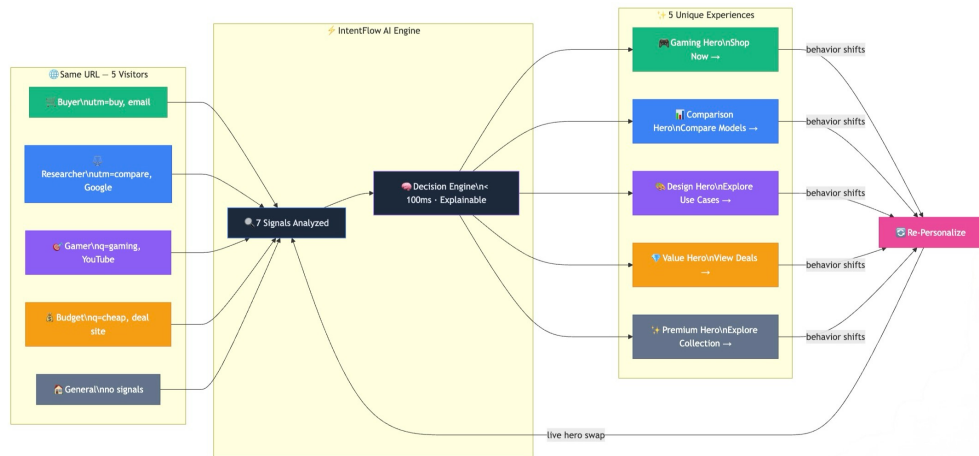 🌐 Same URL — 5 Visitors
🛒 Buyer\nutm=buy, email
Researcher\nutm=compare, Google
🎯 Gamer\nq=gaming,
YouTube
💰 Budget\nq=cheap, deal
site
🏠 General\nno signals
⚡ IntentFlow AI Engine
🔍 7 Signals Analyzed
🧠 Decision Engine\n<
100ms · Explainable
✨ 5 Unique Experiences
🎮 Gaming Hero\nShop
Now →
📊 Comparison
Hero\nCompare Models →
🎨 Design Hero\nExplore
Use Cases →
💎 Value Hero\nView Deals
→
✨ Premium Hero\nExplore
Collection →
behavior shifts
behavior shifts
behavior shifts
behavior shifts
behavior shifts
🔄 Re-Personalize
live hero swap